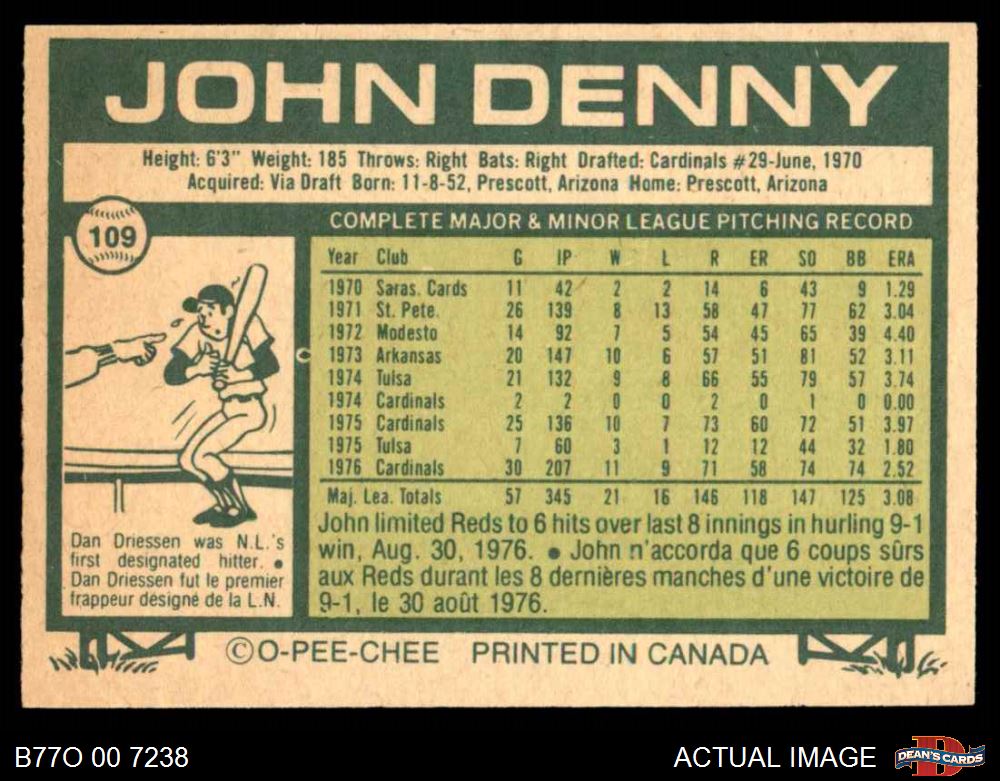 JOHN DENNY
Height: 6'3" Weight: 185 Throws: Right Bats: Right Drafted: Cardinals #29-June, 1970
Acquired: Via Draft Born: 11-8-52, Prescott, Arizona Home: Prescott, Arizona
109
COMPLETE MAJOR & MINOR LEAGUE PITCHING RECORD
Year Club G IP W L R ER SO BB ERA
1970 Saras. Cards 11 42 2 2 14 6 43 9 1.29
1971 St. Pete. 26 139 8 13 58 47 77 62 3.04
1972 Modesto 14 92 7 5 54 45 65 39 4.40
1973 Arkansas 20 147 10 6 57 51 81 52 3.11
1974 Tulsa 21 132 9 8 66 55 79 57 3.74
1974 Cardinals 2 2 0 0 2 0 1 0 0.00
1975 Cardinals 25 136 10 7 73 60 72 51 3.97
1975 Tulsa 7 60 3 1 12 12 44 32 1.80
1976 Cardinals 30 207 11 9 71 58 74 74 2.52
Maj. Lea. Totals 57 345 21 16 146 118 147 125 3.08
John limited Reds to 6 hits over last 8 innings in hurling 9-1
win, Aug. 30, 1976. ● John n'accorda que 6 coups sûrs
aux Reds durant les 8 dernières manches d'une victoire de
9-1, le 30 août 1976.
Dan Driessen was N.L.'s
first designated hitter. ●
Dan Driessen fut le premier
frappeur designé de la L.N.
© O-PEE-CHEE PRINTED IN CANADA
B77O 00 7238
ACTUAL IMAGE
D
DEAN'S CARDS